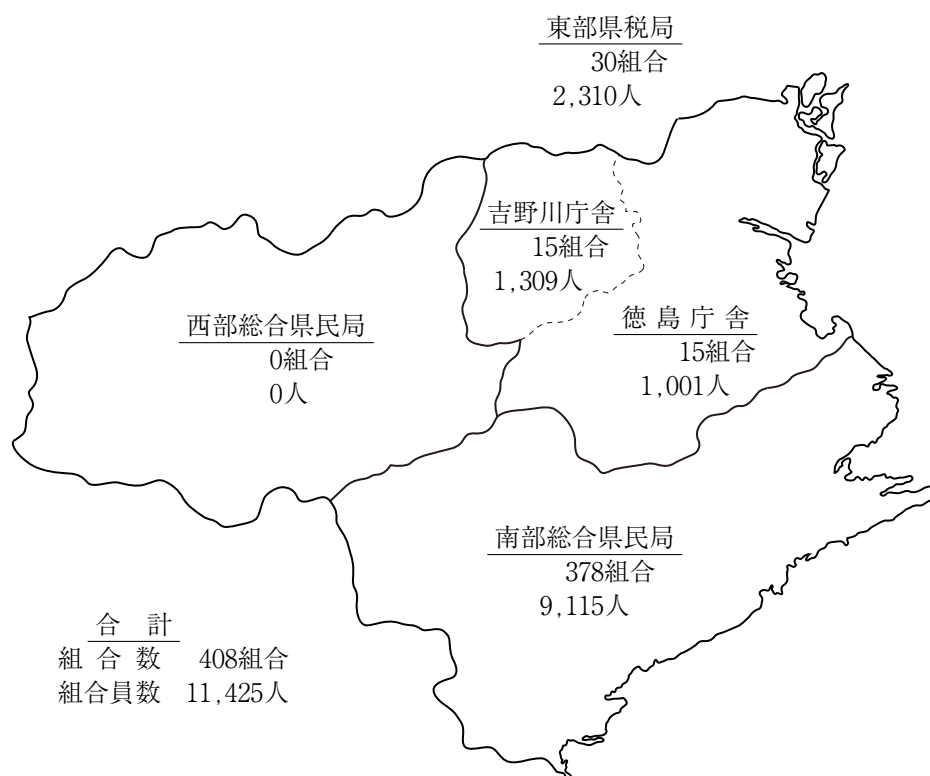 東部県税局
30組合
2,310人
吉野川庁舎
15組合
1,309人
西部総合県民局
0組合
0人
徳島庁舎
15組合
1,001人
南部総合県民局
378組合
9,115人
合計
組合数 408組合
組合員数 11,425人